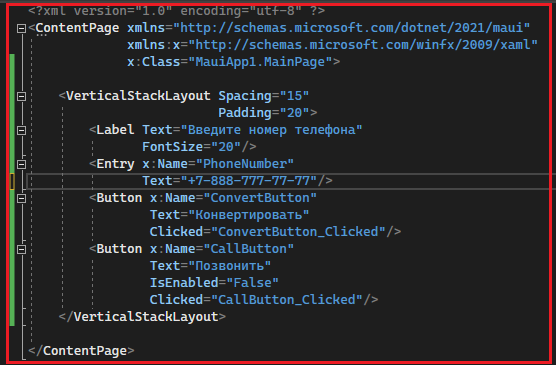 <?xml version="1.0" encoding="utf-8" ?>
<ContentPage xmlns="http://schemas.microsoft.com/dotnet/2021/maui"
xmlns:x="http://schemas.microsoft.com/winfx/2009/xaml"
x:Class="MauiApp1.MainPage">
<VerticalStackLayout Spacing="15"
Padding="20">
<Label Text="Введите номер телефона"
FontSize="20"/>
<Entry x:Name="PhoneNumber"
Text="+7-888-777-77-77"/>
<Button x:Name="ConvertButton"
Text="Конвертировать"
Clicked="ConvertButton_Clicked"/>
<Button x:Name="CallButton"
Text="Позвонить"
IsEnabled="False"
Clicked="CallButton_Clicked"/>
</VerticalStackLayout>
</ContentPage>